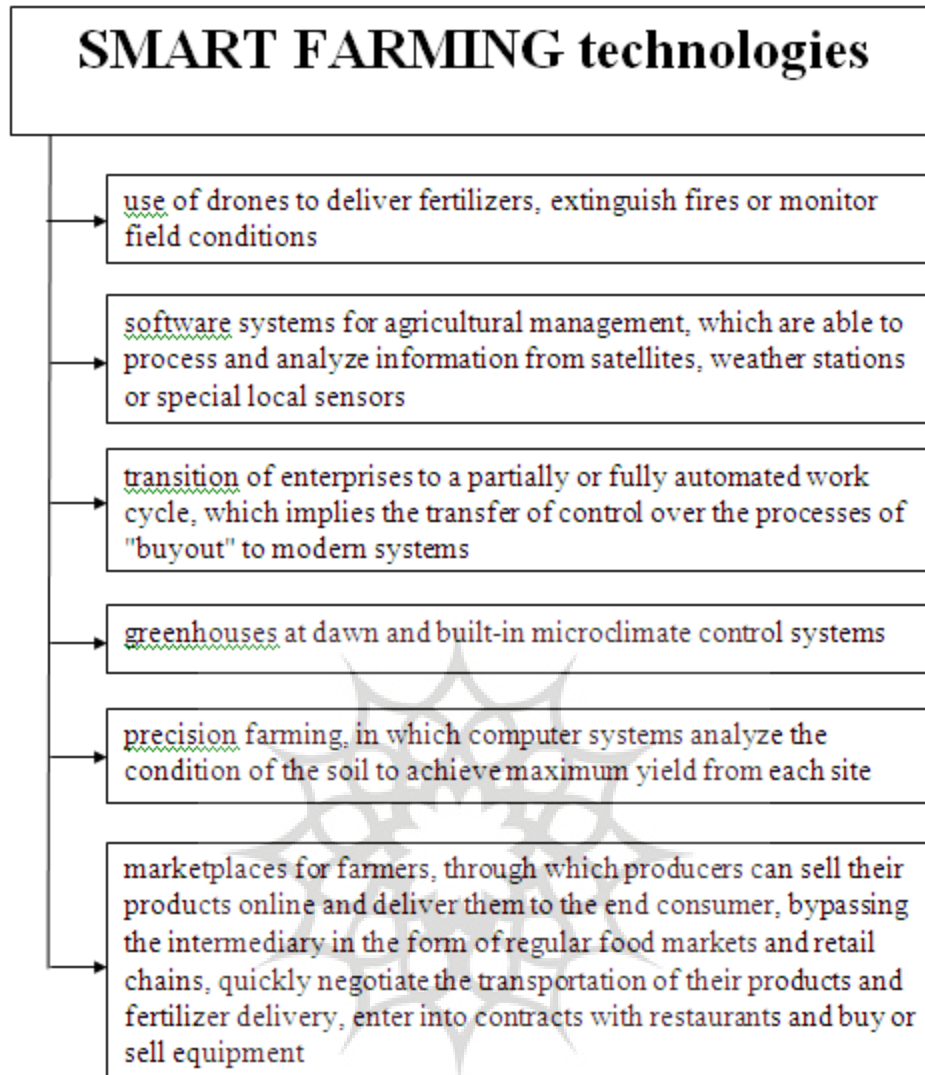 SMART FARMING technologies
use of drones to deliver fertilizers, extinguish fires or monitor
field conditions
software systems for agricultural management, which are able to
process and analyze information from satellites, weather stations
or special local sensors
transition of enterprises to a partially or fully automated work
cycle, which implies the transfer of control over the processes of
"buyout" to modern systems
greenhouses at dawn and built-in microclimate control systems
precision farming, in which computer systems analyze the
condition of the soil to achieve maximum yield from each site
marketplaces for farmers, through which producers can sell their
products online and deliver them to the end consumer, bypassing
the intermediary in the form of regular food markets and retail
chains, quickly negotiate the transportation of their products and
fertilizer delivery, enter into contracts with restaurants and buy or
sell equipment